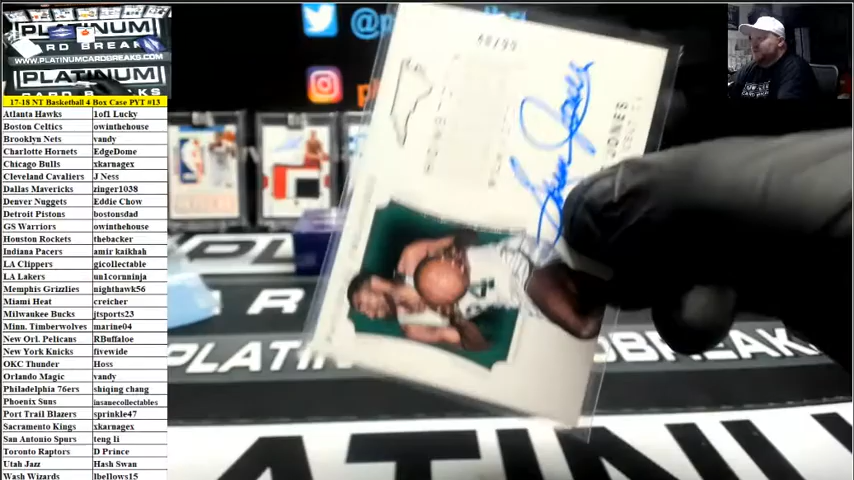 PLATINUM
CARD BREAKS
WWW.PLATINUMCARDBREAKS.COM
PLATINUM
17-18 NT Basketball 4 Box Case PYT #13
Atlanta Hawks 1of1 Lucky
Boston Celtics owinthehouse
Brooklyn Nets vandy
Charlotte Hornets EdgeDome
Chicago Bulls xkarnagex
Cleveland Cavaliers J Ness
Dallas Mavericks zinger1038
Denver Nuggets Eddie Chow
Detroit Pistons bostonsdad
GS Warriors owinthehouse
Houston Rockets thebacker
Indiana Pacers amir kaikhah
LA Clippers gicollectable
LA Lakers un1cornninja
Memphis Grizzlies nighthawk56
Miami Heat creicher
Milwaukee Bucks jtsports23
Minn. Timberwolves marine04
New Orl. Pelicans RBuffaloe
New York Knicks fivewide
OKC Thunder Hoss
Orlando Magic vandy
Philadelphia 76ers shiqing chang
Phoenix Suns insanecollectables
Port Trail Blazers sprinkle47
Sacramento Kings xkarnagex
San Antonio Spurs teng li
Toronto Raptors D Prince
Utah Jazz Hash Swan
Wash Wizards lbellows15
JONES
PLATINUM CARDBREAKS
PLATINUM